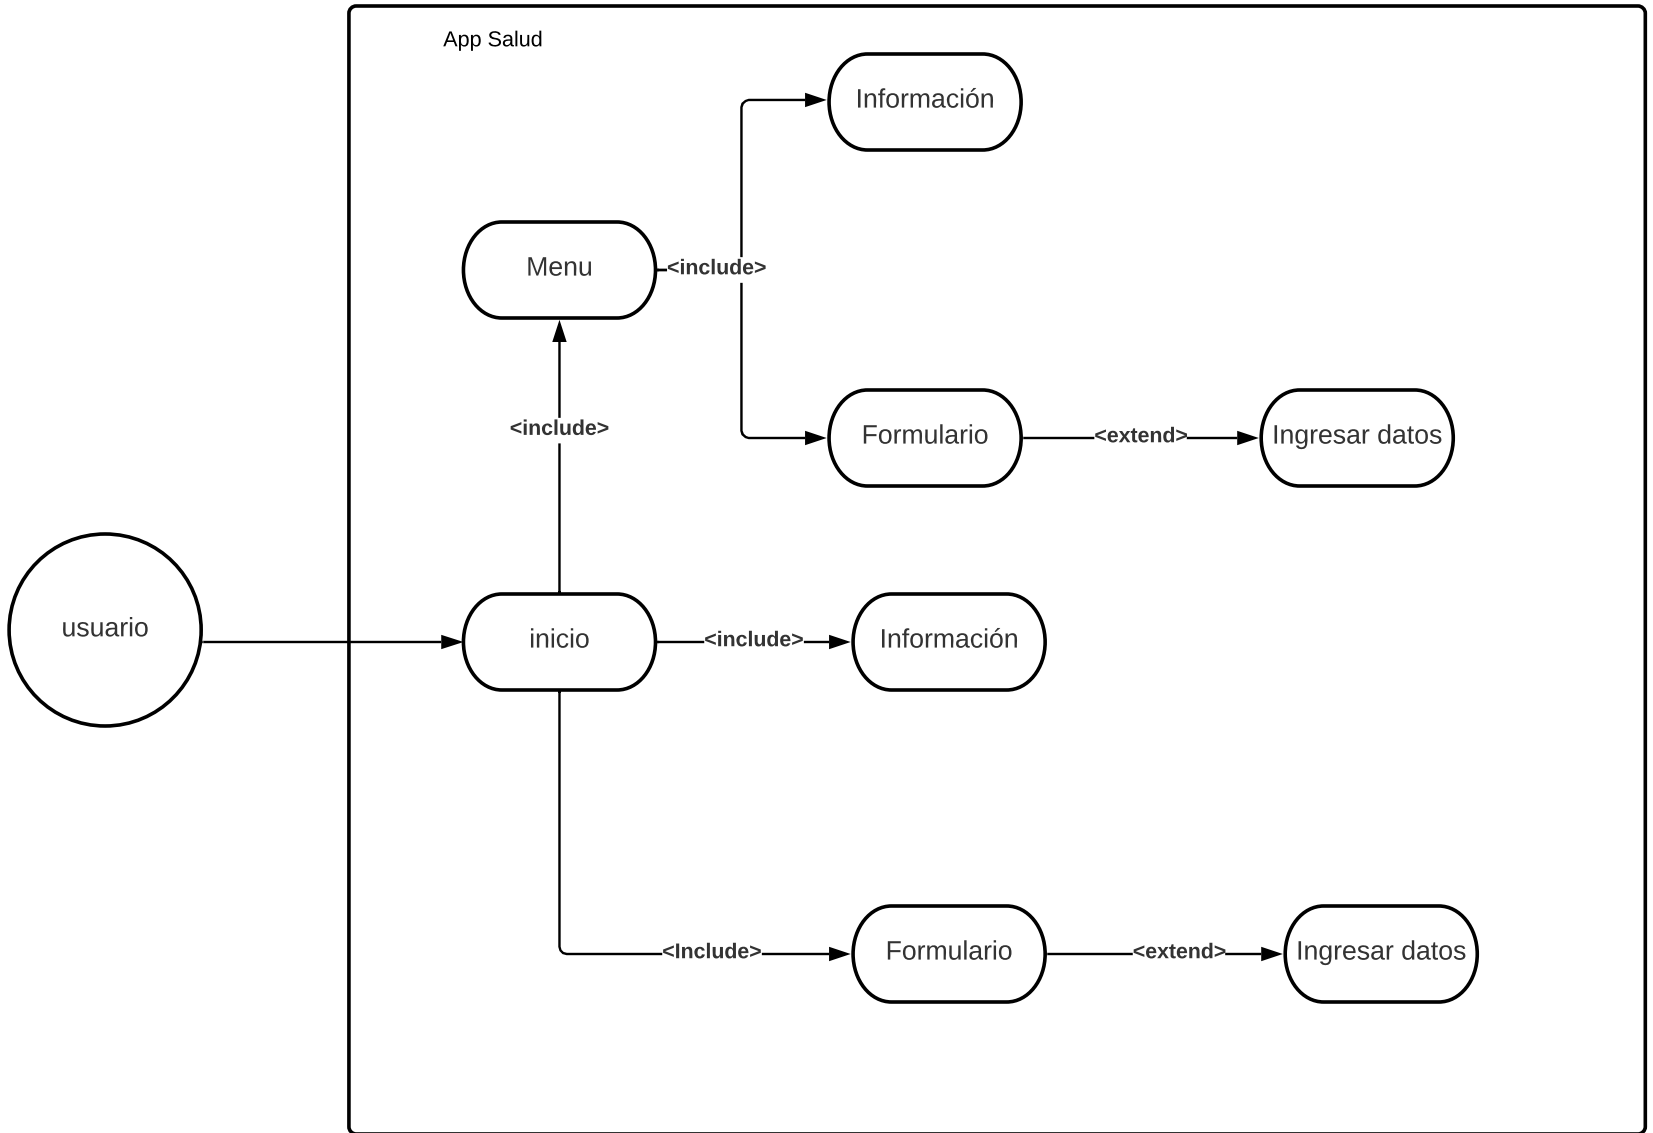 App Salud
Información
Menu
<include>
<include>
Formulario
<extend>
Ingresar datos
usuario
inicio
<include>
Información
<Include>
Formulario
<extend>
Ingresar datos